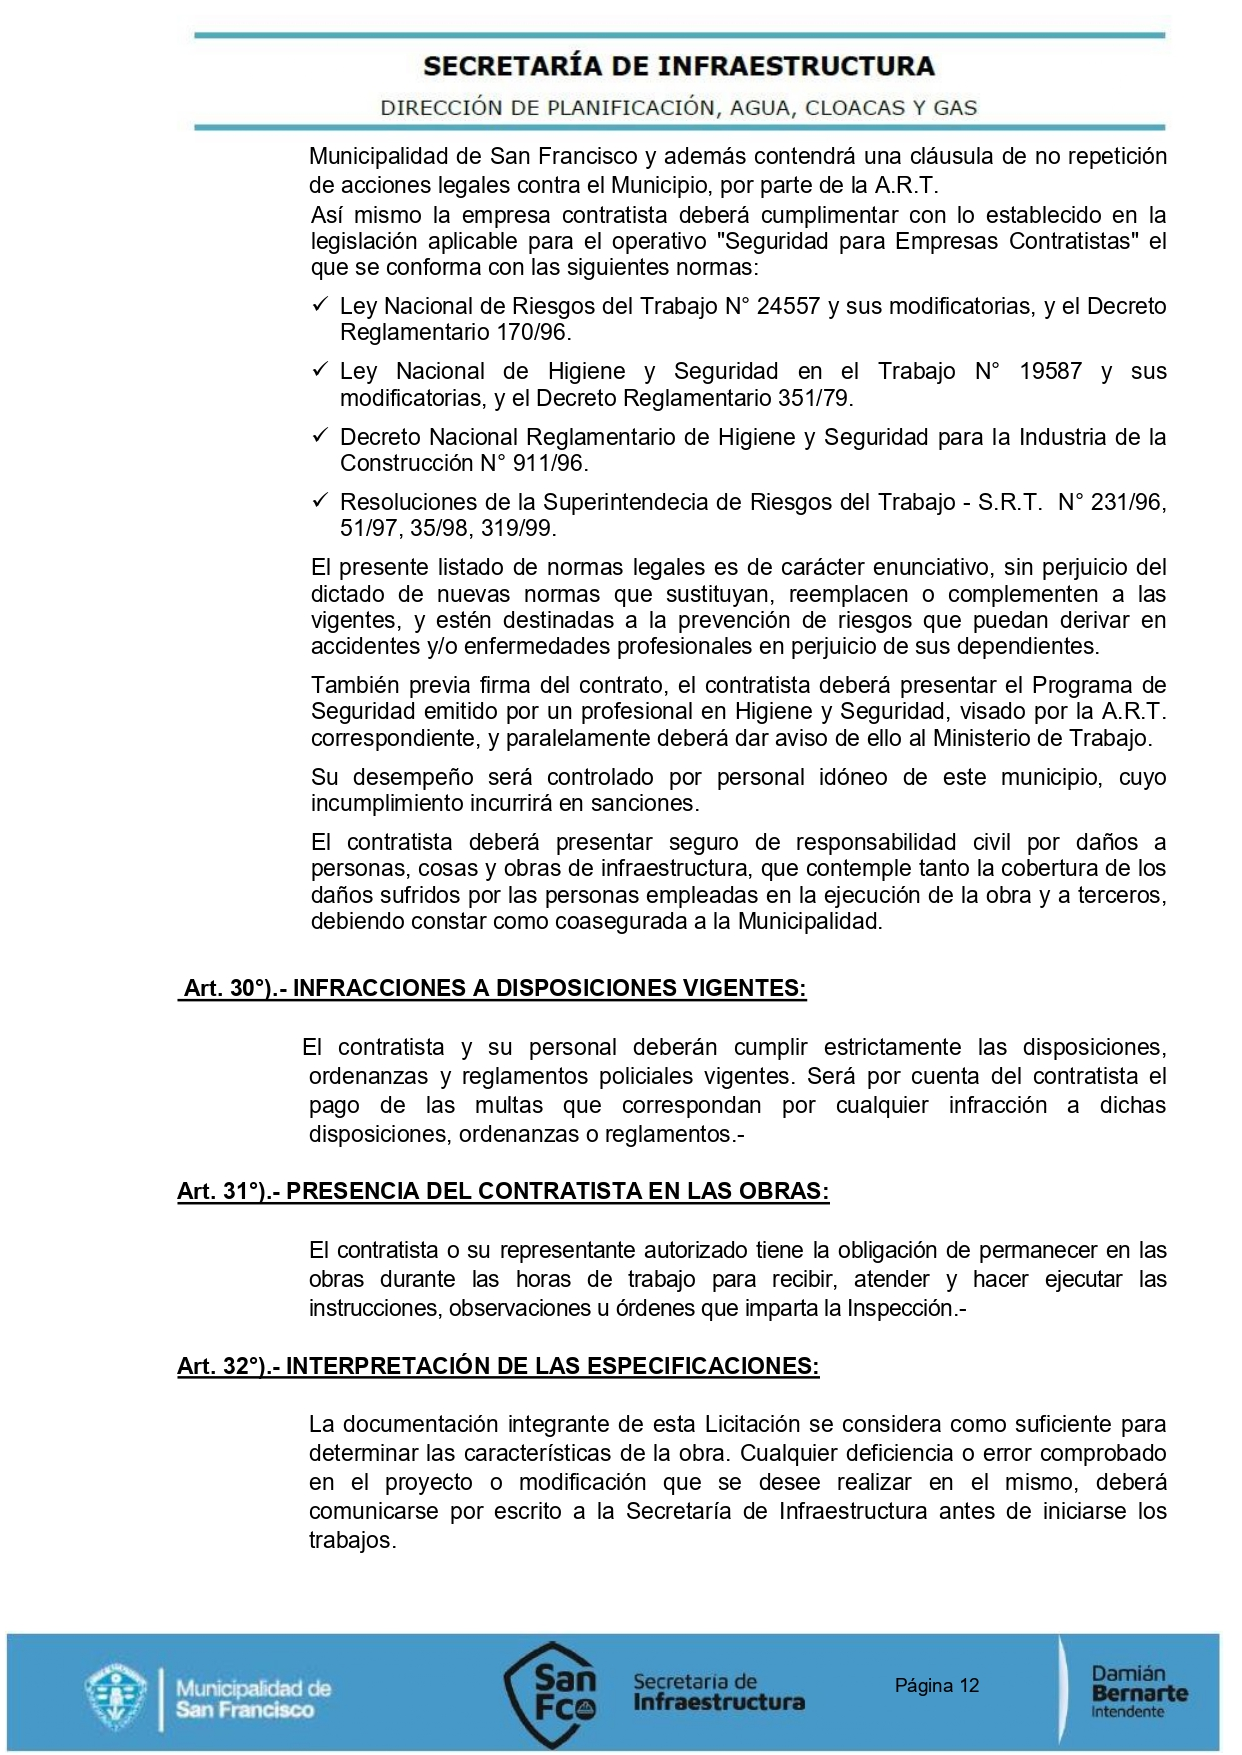 SECRETARÍA DE INFRAESTRUCTURA
DIRECCIÓN DE PLANIFICACIÓN, AGUA, CLOACAS Y GAS
Municipalidad de San Francisco y además contendrá una cláusula de no repetición
de acciones legales contra el Municipio, por parte de la A.R.T.
Así mismo la empresa contratista deberá cumplimentar con lo establecido en la
legislación aplicable para el operativo "Seguridad para Empresas Contratistas" el
que se conforma con las siguientes normas:
✓ Ley Nacional de Riesgos del Trabajo N° 24557 y sus modificatorias, y el Decreto
Reglamentario 170/96.
✓ Ley Nacional de Higiene y Seguridad en el Trabajo N° 19587 y sus
modificatorias, y el Decreto Reglamentario 351/79.
✓ Decreto Nacional Reglamentario de Higiene y Seguridad para la Industria de la
Construcción N° 911/96.
✓ Resoluciones de la Superintendecia de Riesgos del Trabajo - S.R.T. N° 231/96,
51/97, 35/98, 319/99.
El presente listado de normas legales es de carácter enunciativo, sin perjuicio del
dictado de nuevas normas que sustituyan, reemplacen o complementen a las
vigentes, y estén destinadas a la prevención de riesgos que puedan derivar en
accidentes y/o enfermedades profesionales en perjuicio de sus dependientes.
También previa firma del contrato, el contratista deberá presentar el Programa de
Seguridad emitido por un profesional en Higiene y Seguridad, visado por la A.R.T.
correspondiente, y paralelamente deberá dar aviso de ello al Ministerio de Trabajo.
Su desempeño será controlado por personal idóneo de este municipio, cuyo
incumplimiento incurrirá en sanciones.
El contratista deberá presentar seguro de responsabilidad civil por daños a
personas, cosas y obras de infraestructura, que contemple tanto la cobertura de los
daños sufridos por las personas empleadas en la ejecución de la obra y a terceros,
debiendo constar como coasegurada a la Municipalidad.
Art. 30°).- INFRACCIONES A DISPOSICIONES VIGENTES:
El contratista y su personal deberán cumplir estrictamente las disposiciones,
ordenanzas y reglamentos policiales vigentes. Será por cuenta del contratista el
pago de las multas que correspondan por cualquier infracción a dichas
disposiciones, ordenanzas o reglamentos.-
Art. 31°).- PRESENCIA DEL CONTRATISTA EN LAS OBRAS:
El contratista o su representante autorizado tiene la obligación de permanecer en las
obras durante las horas de trabajo para recibir, atender y hacer ejecutar las
instrucciones, observaciones u órdenes que imparta la Inspección.-
Art. 32°).- INTERPRETACIÓN DE LAS ESPECIFICACIONES:
La documentación integrante de esta Licitación se considera como suficiente para
determinar las características de la obra. Cualquier deficiencia o error comprobado
en el proyecto o modificación que se desee realizar en el mismo, deberá
comunicarse por escrito a la Secretaría de Infraestructura antes de iniciarse los
trabajos.
Municipalidad de
San Francisco
San
Fco
Secretaría de
Infraestructura
Página 12
Damián
Bernarte
Intendente